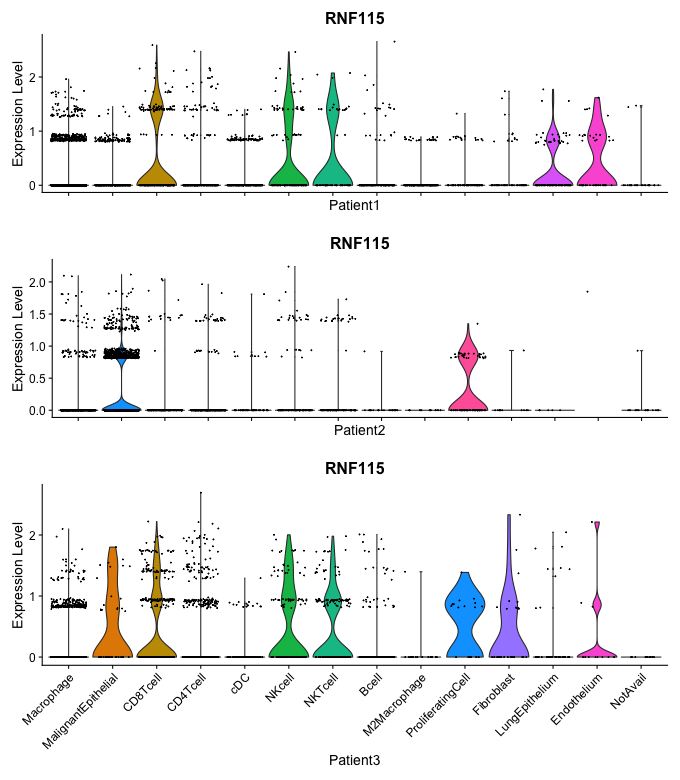 RNF115
Expression Level
2
1
0
Patient1
RNF115
Expression Level
2.0
1.5
1.0
0.5
0.0
Patient2
RNF115
Expression Level
2
1
0
Macrophage
MalignantEpithelial
CD8Tcell
CD4Tcell
cDC
NKcell
NKTcell
Bcell
M2Macrophage
ProliferatingCell
Fibroblast
LungEpithelium
Endothelium
NotAvail
Patient3